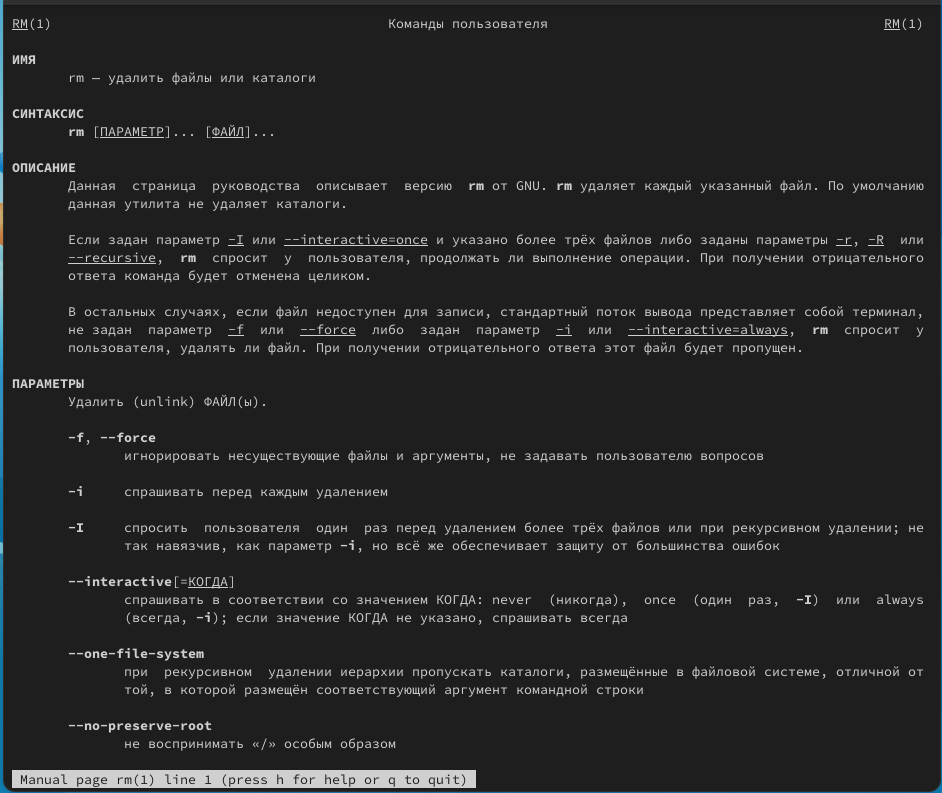 RM(1) Команды пользователя RM(1)
ИМЯ
rm — удалить файлы или каталоги
СИНТАКСИС
rm [ПАРАМЕТР]... [ФАЙЛ]...
ОПИСАНИЕ
Данная страница руководства описывает версию rm от GNU. rm удаляет каждый указанный файл. По умолчанию
данная утилита не удаляет каталоги.
Если задан параметр -I или --interactive=once и указано более трёх файлов либо заданы параметры -r, -R или
--recursive, rm спросит у пользователя, продолжать ли выполнение операции. При получении отрицательного
ответа команда будет отменена целиком.
В остальных случаях, если файл недоступен для записи, стандартный поток вывода представляет собой терминал,
не задан параметр -f или --force либо задан параметр -i или --interactive=always, rm спросит у
пользователя, удалять ли файл. При получении отрицательного ответа этот файл будет пропущен.
ПАРАМЕТРЫ
Удалить (unlink) ФАЙЛ(ы).
-f, --force
игнорировать несуществующие файлы и аргументы, не задавать пользователю вопросов
-i спрашивать перед каждым удалением
-I спросить пользователя один раз перед удалением более трёх файлов или при рекурсивном удалении; не
так навязчив, как параметр -i, но всё же обеспечивает защиту от большинства ошибок
--interactive[=КОГДА]
спрашивать в соответствии со значением КОГДА: never (никогда), once (один раз, -I) или always
(всегда, -i); если значение КОГДА не указано, спрашивать всегда
--one-file-system
при рекурсивном удалении иерархии пропускать каталоги, размещённые в файловой системе, отличной от
той, в которой размещён соответствующий аргумент командной строки
--no-preserve-root
не воспринимать «/» особым образом
Manual page rm(1) line 1 (press h for help or q to quit)